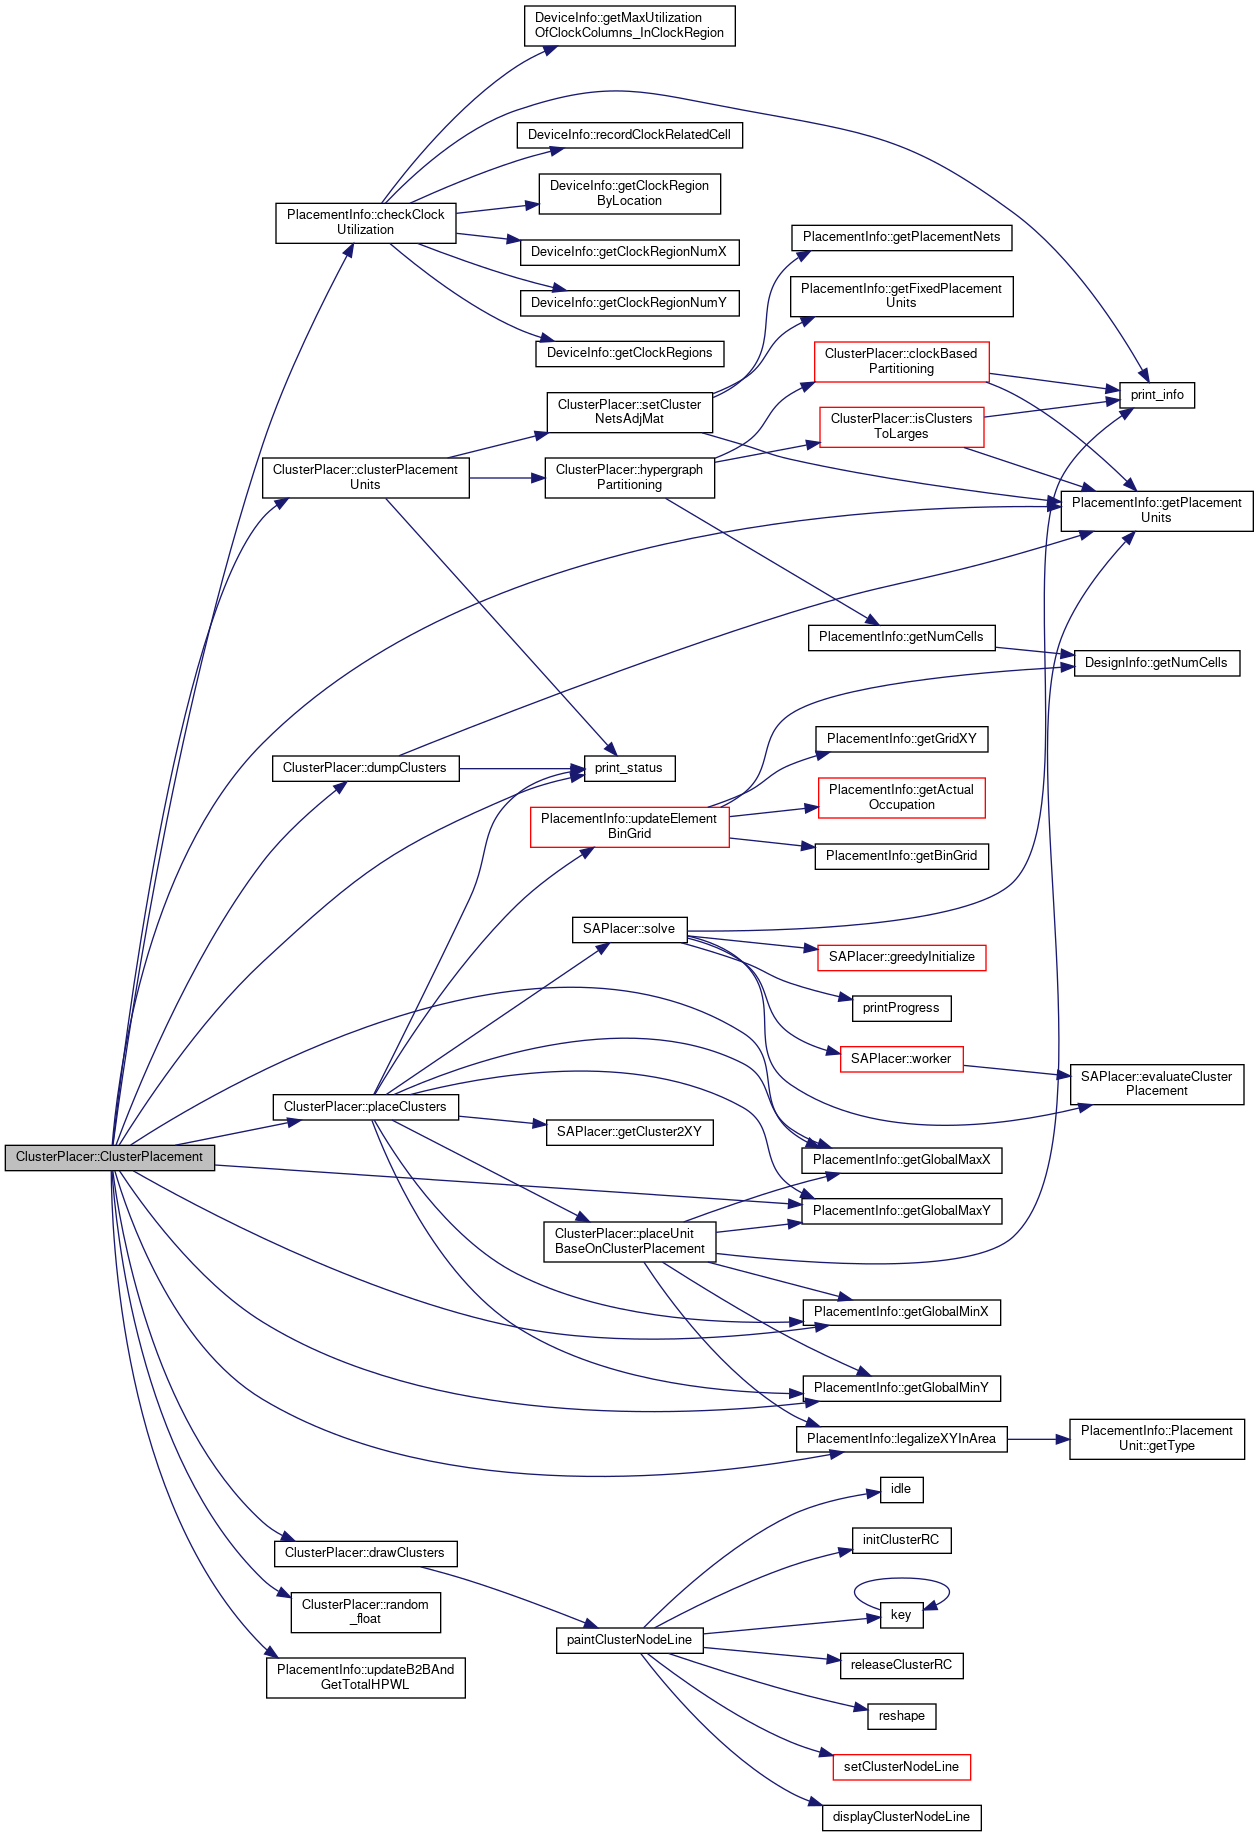 DeviceInfo::getMaxUtilization
OfClockColumns_InClockRegion
DeviceInfo::recordClockRelatedCell
DeviceInfo::getClockRegion
ByLocation
PlacementInfo::checkClock
Utilization
DeviceInfo::getClockRegionNumX
PlacementInfo::getPlacementNets
DeviceInfo::getClockRegionNumY
PlacementInfo::getFixedPlacement
Units
DeviceInfo::getClockRegions
ClusterPlacer::clockBased
Partitioning
print_info
ClusterPlacer::setCluster
NetsAdjMat
ClusterPlacer::isClusters
ToLarges
ClusterPlacer::clusterPlacement
Units
ClusterPlacer::hypergraph
Partitioning
PlacementInfo::getPlacement
Units
PlacementInfo::getNumCells
DesignInfo::getNumCells
ClusterPlacer::dumpClusters
print_status
PlacementInfo::getGridXY
PlacementInfo::getActual
Occupation
PlacementInfo::updateElement
BinGrid
PlacementInfo::getBinGrid
SAPlacer::solve
SAPlacer::greedyInitialize
printProgress
SAPlacer::worker
SAPlacer::evaluateCluster
Placement
ClusterPlacer::placeClusters
SAPlacer::getCluster2XY
ClusterPlacer::ClusterPlacement
PlacementInfo::getGlobalMaxX
PlacementInfo::getGlobalMaxY
ClusterPlacer::placeUnit
BaseOnClusterPlacement
PlacementInfo::getGlobalMinX
PlacementInfo::getGlobalMinY
PlacementInfo::legalizeXYInArea
PlacementInfo::Placement
Unit::getType
idle
initClusterRC
ClusterPlacer::drawClusters
key
ClusterPlacer::random
_float
paintClusterNodeLine
releaseClusterRC
PlacementInfo::updateB2BAnd
GetTotalHPWL
reshape
setClusterNodeLine
displayClusterNodeLine